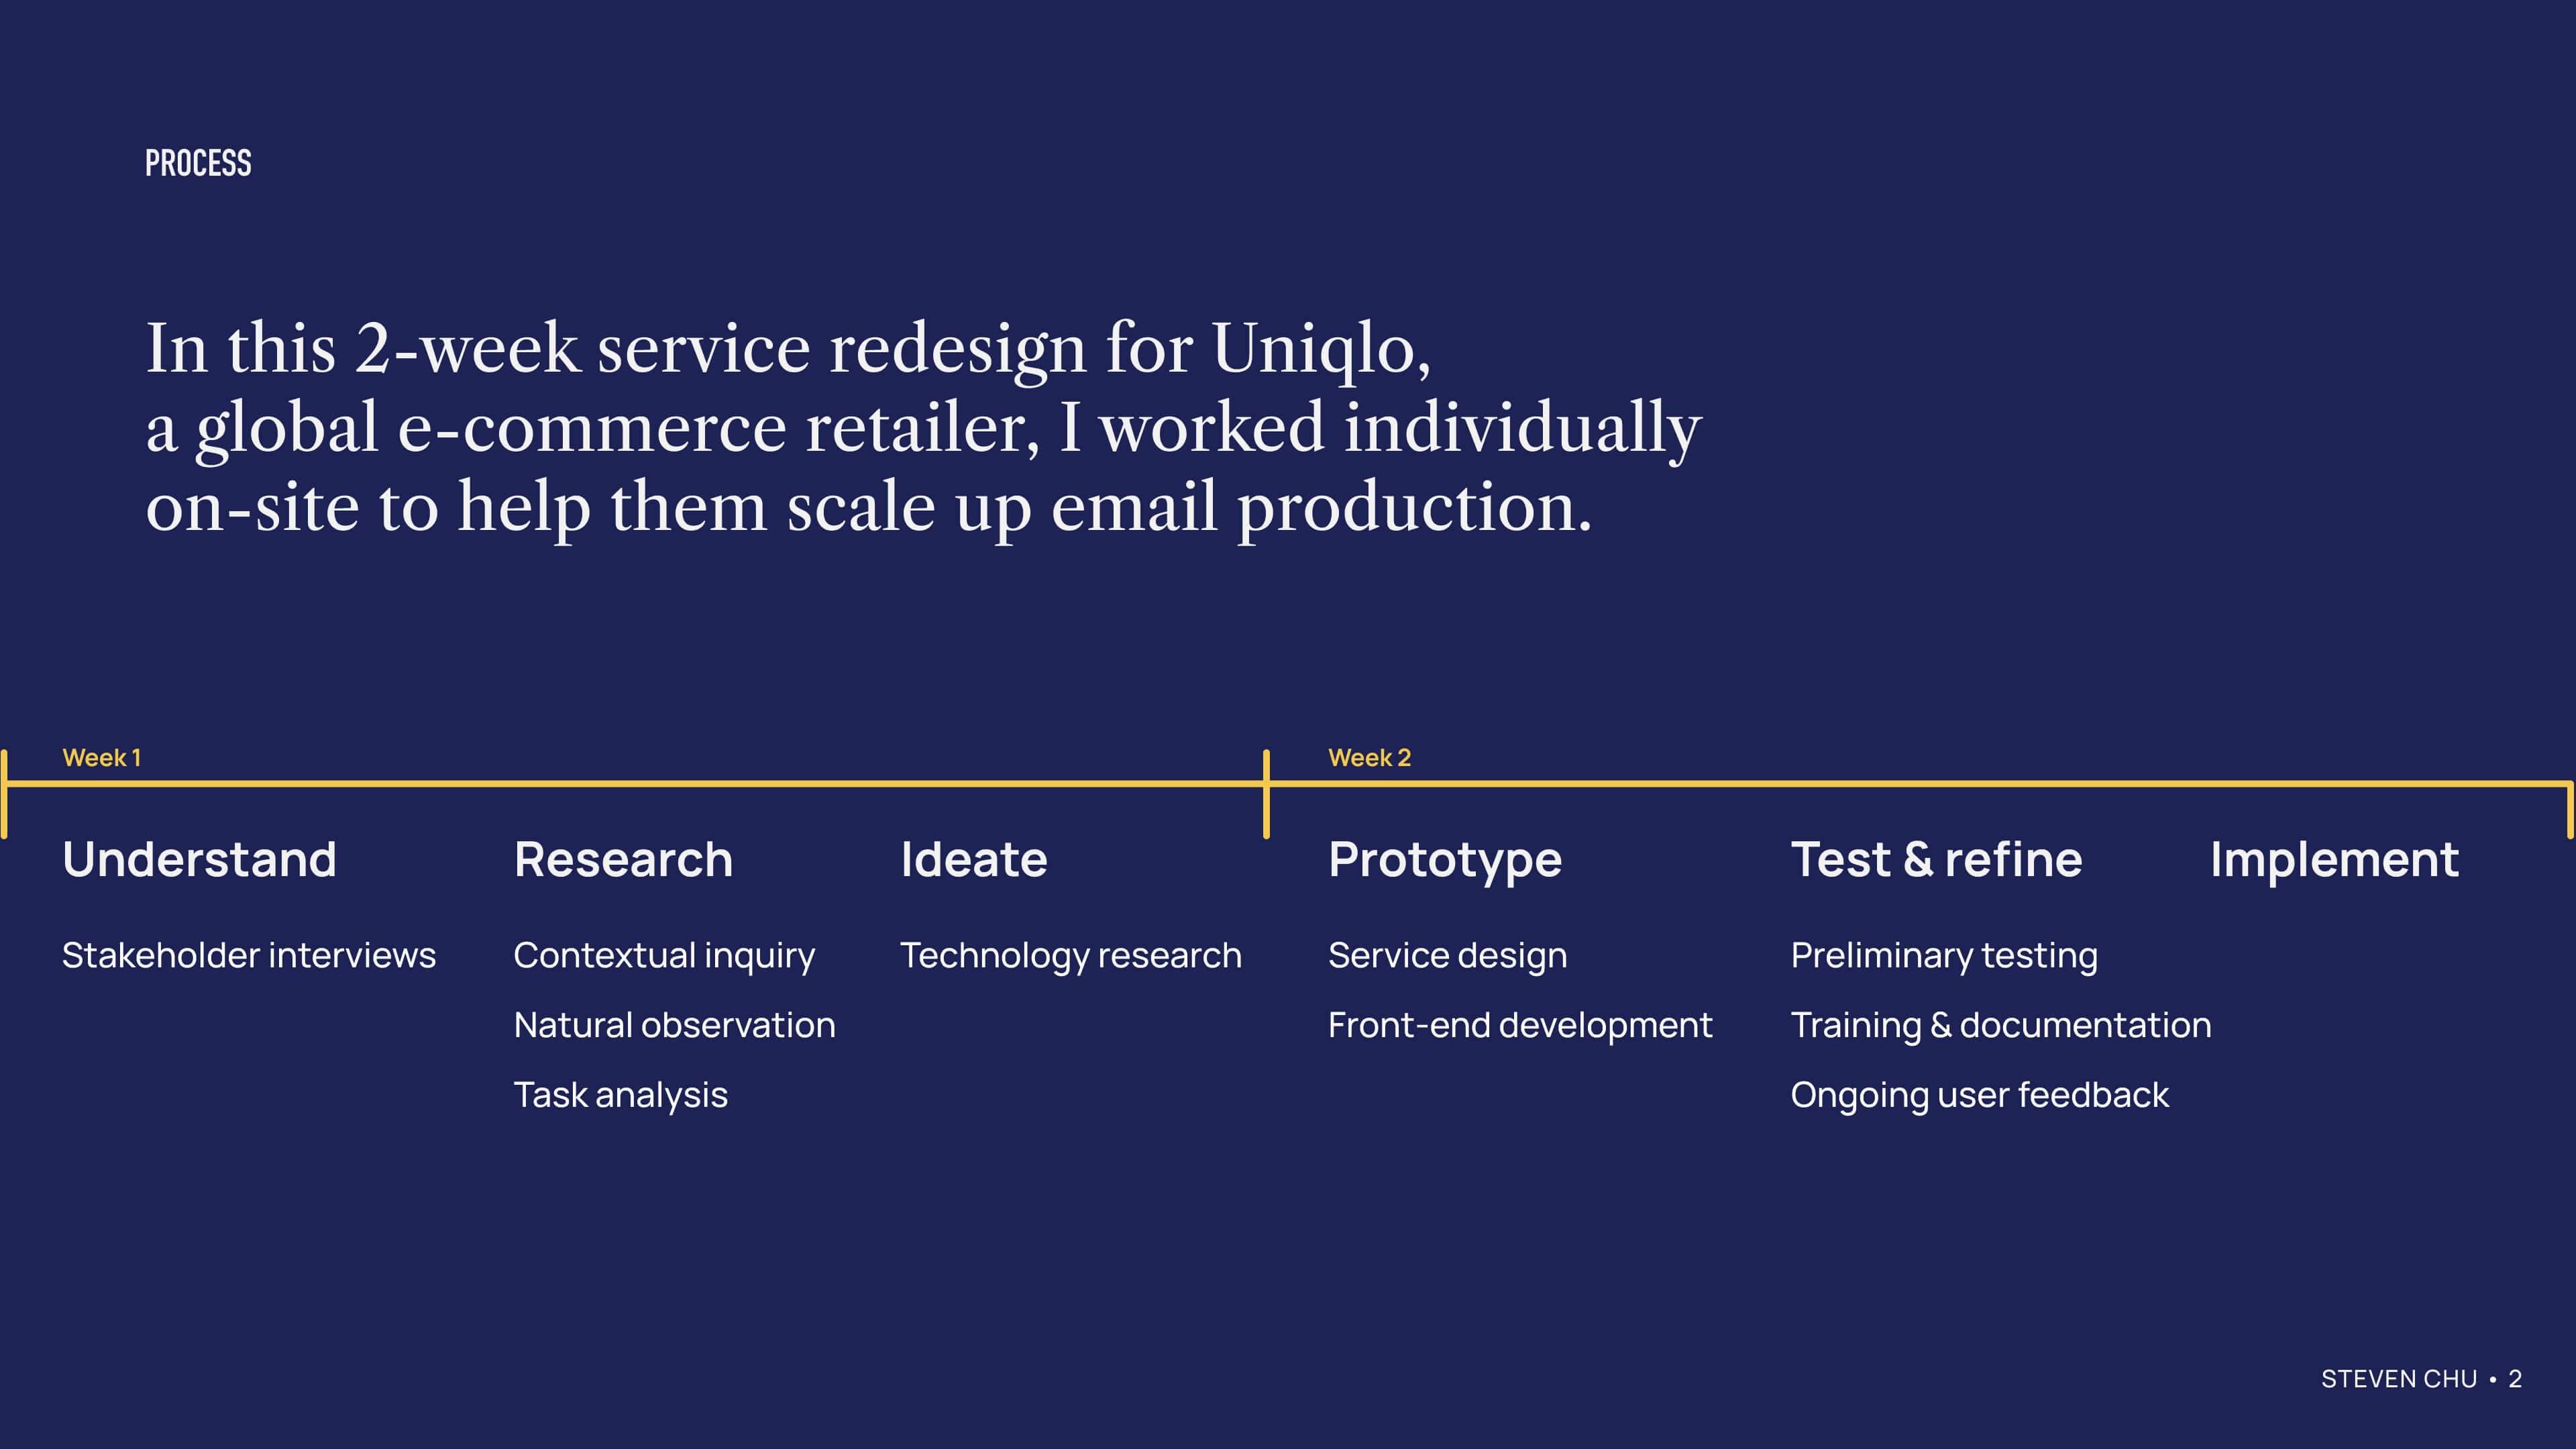 PROCESS
In this 2-week service redesign for Uniqlo,
a global e-commerce retailer, I worked individually
on-site to help them scale up email production.
Week 1
Week 2
Understand
Stakeholder interviews
Research
Contextual inquiry
Natural observation
Task analysis
Ideate
Technology research
Prototype
Service design
Front-end development
Test & refine
Preliminary testing
Training & documentation
Ongoing user feedback
Implement
STEVEN CHU • 2